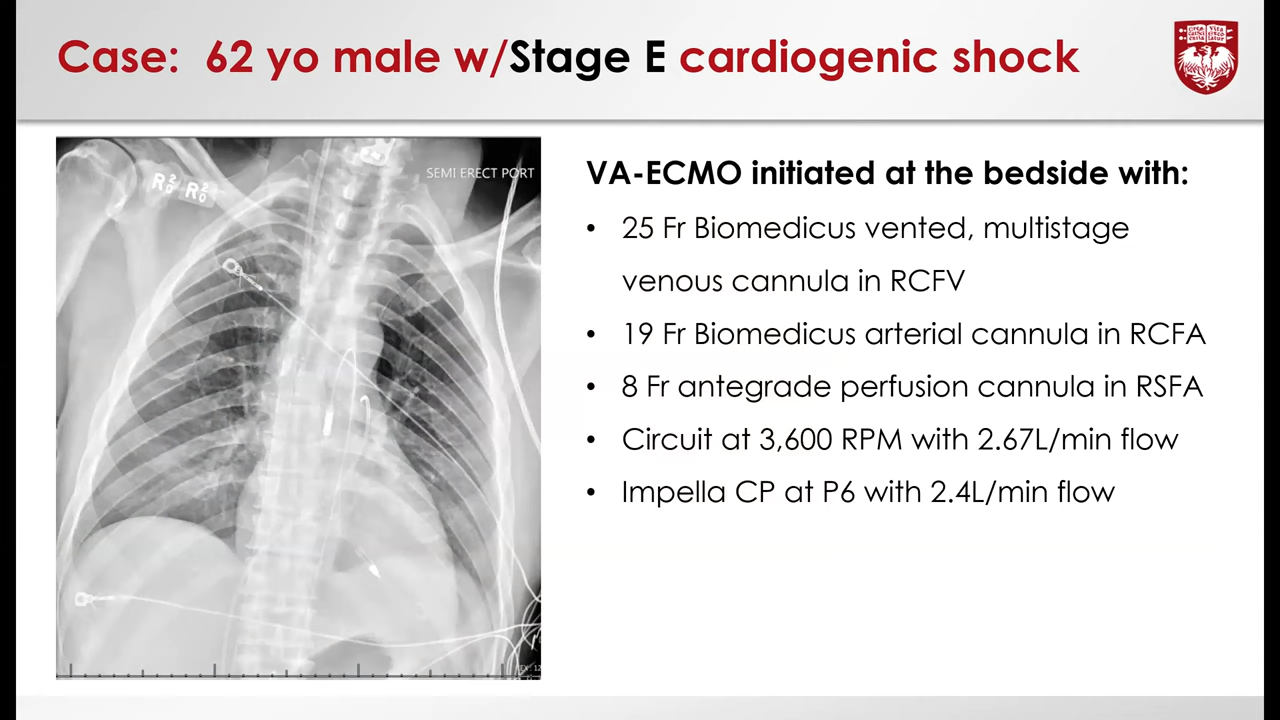 Case: 62 yo male w/Stage E cardiogenic shock
SEMI ERECT PORT
VA-ECMO initiated at the bedside with:
• 25 Fr Biomedicus vented, multistage
venous cannula in RCFV
• 19 Fr Biomedicus arterial cannula in RCFA
• 8 Fr antegrade perfusion cannula in RSFA
• Circuit at 3,600 RPM with 2.67L/min flow
• Impella CP at P6 with 2.4L/min flow